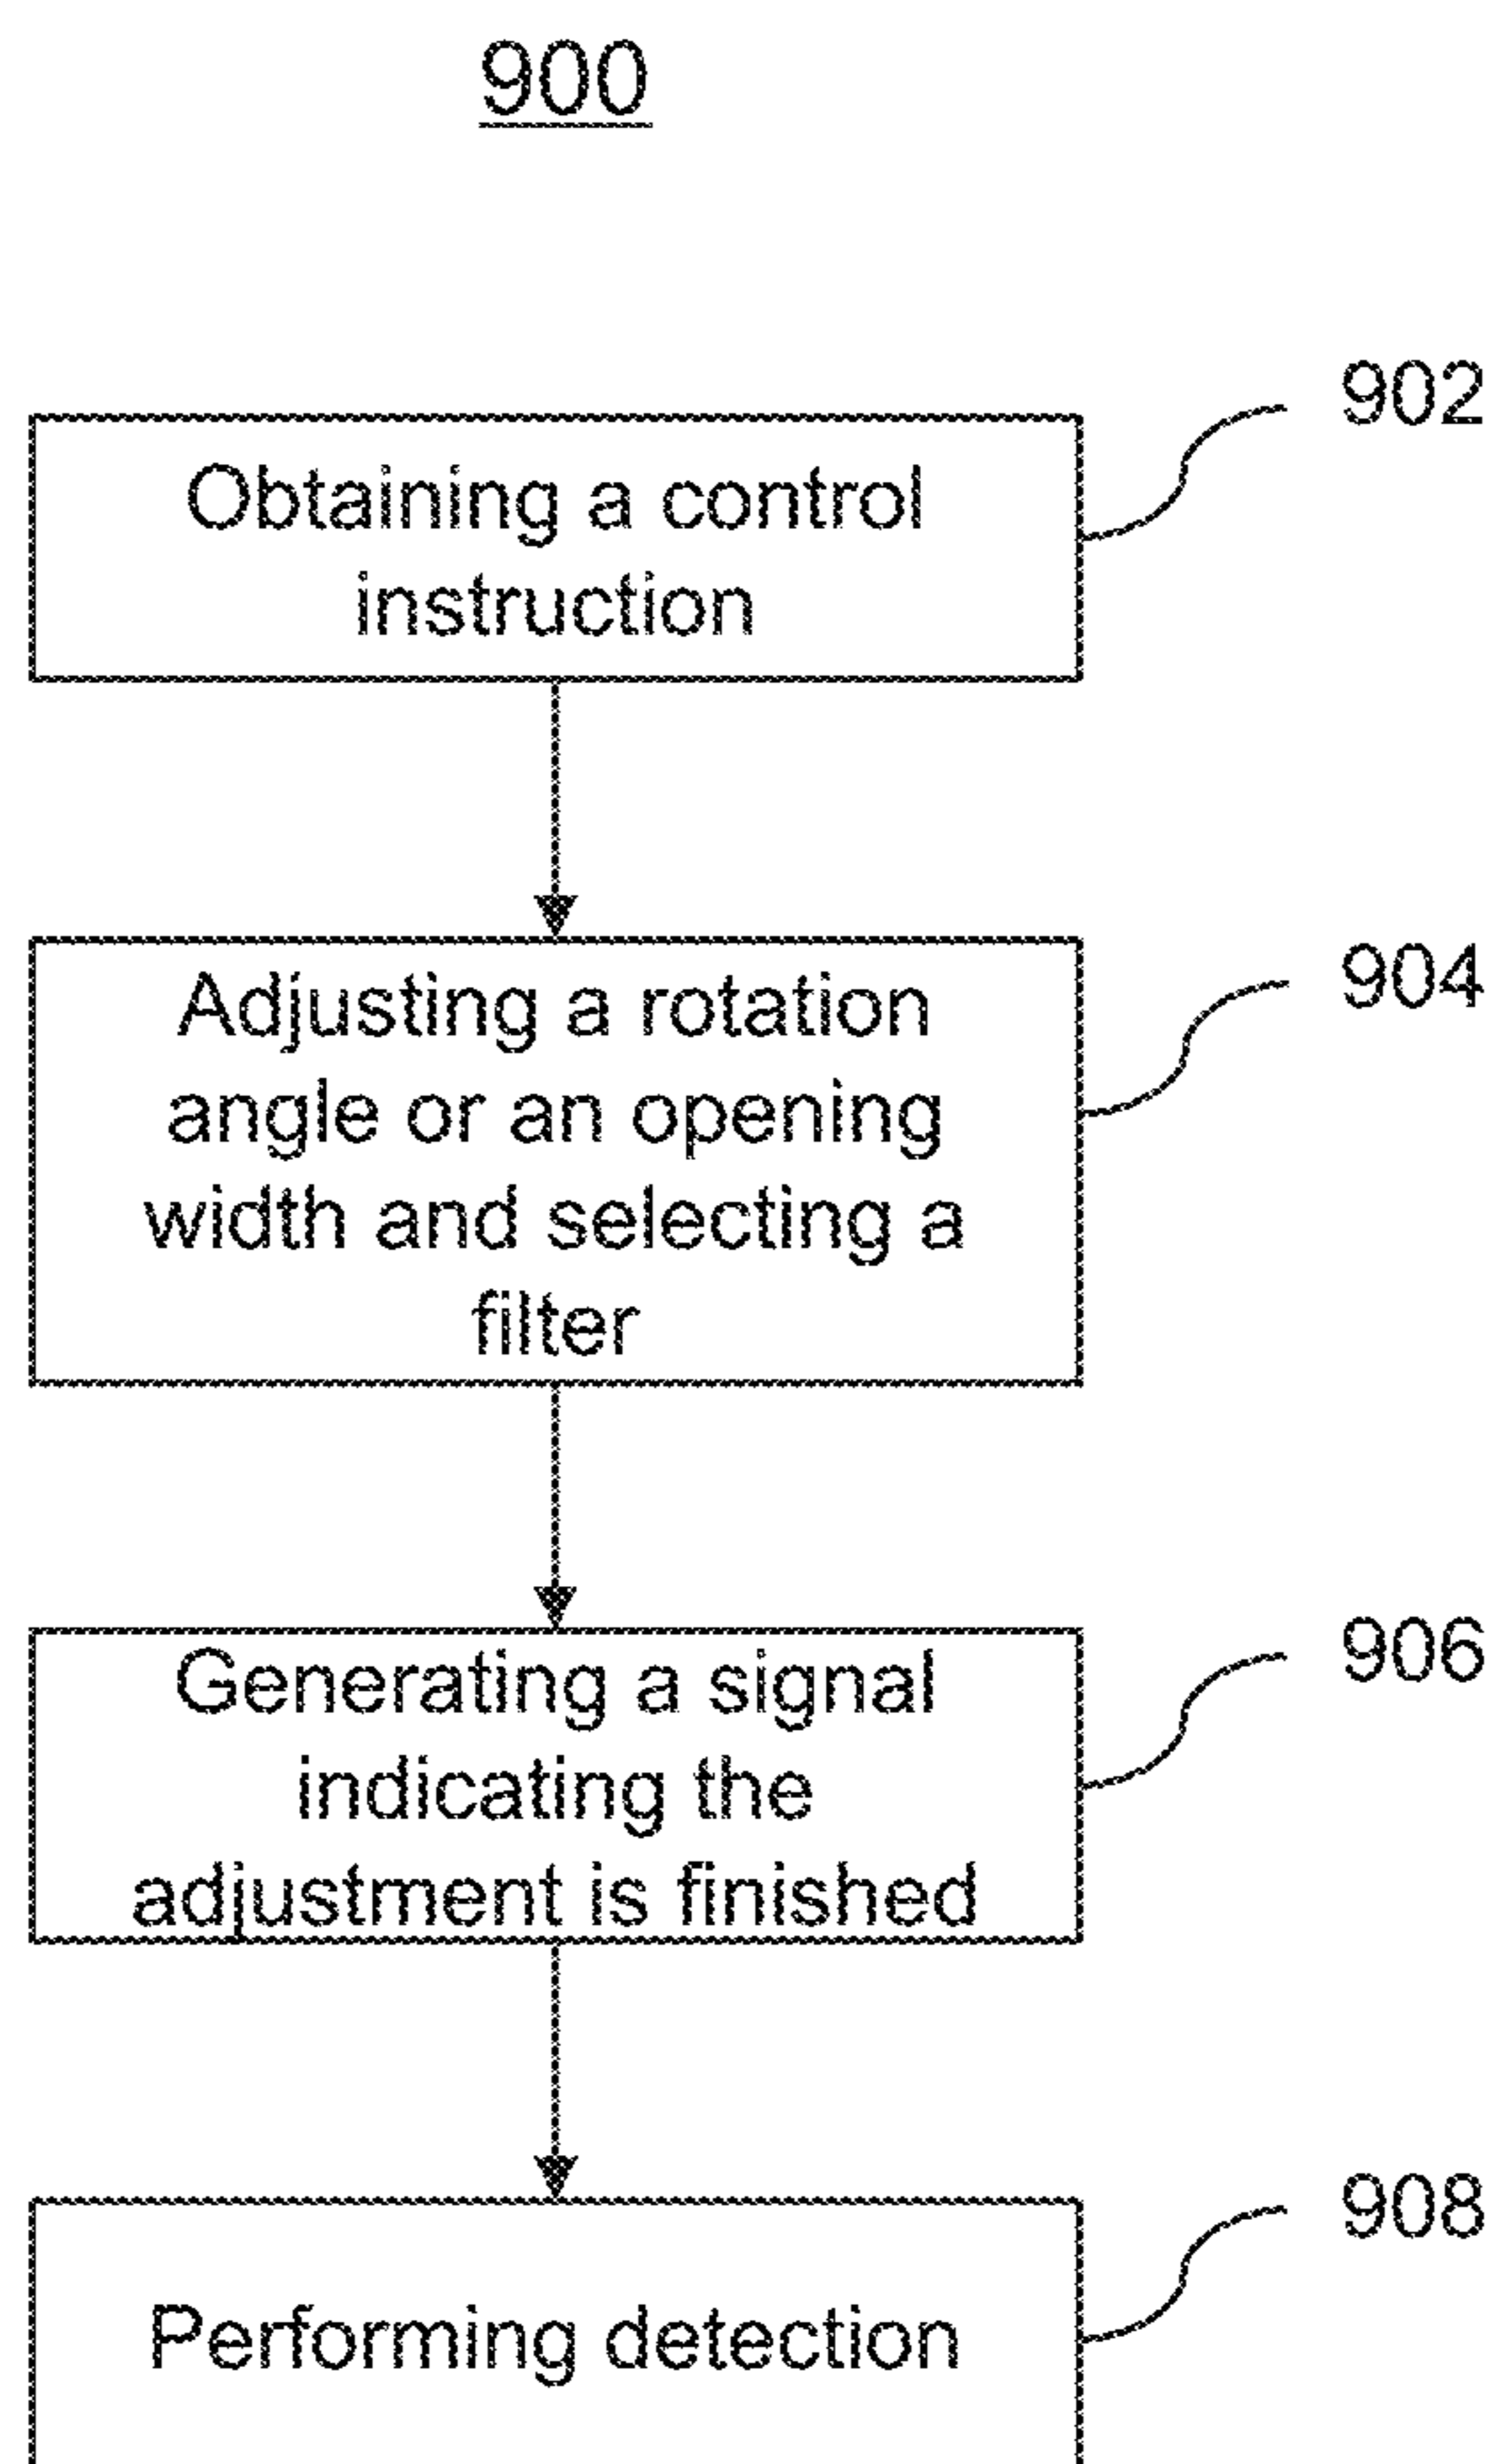 900
902
Obtaining a control
instruction
904
Adjusting a rotation
angle or an opening
width and selecting a
filter
906
Generating a signal
indicating the
adjustment is finished
908
Performing detection